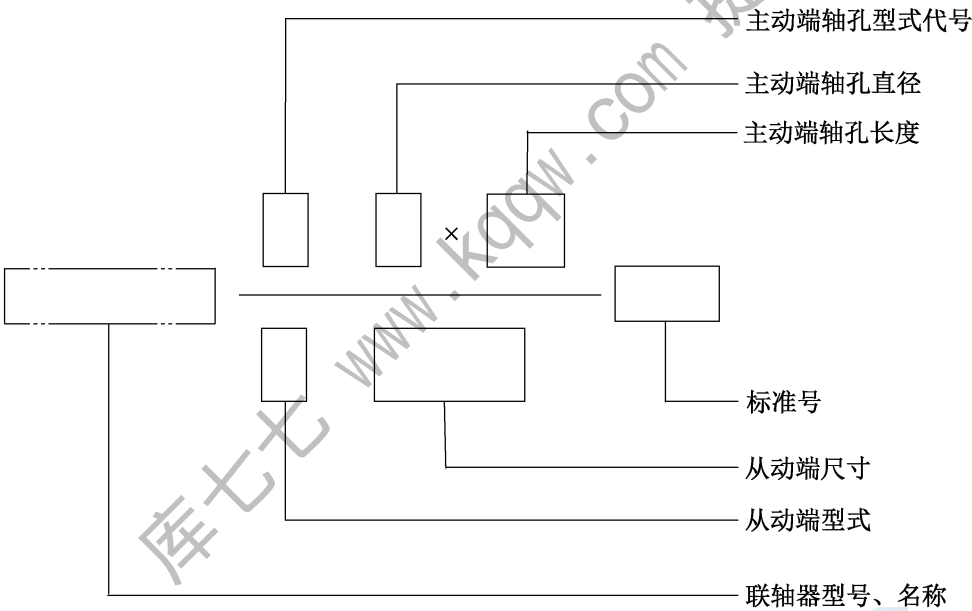 主动端轴孔型式代号
主动端轴孔直径
主动端轴孔长度
×
标准号
从动端尺寸
从动端型式
联轴器型号、名称
库七七 www.kqqw.com